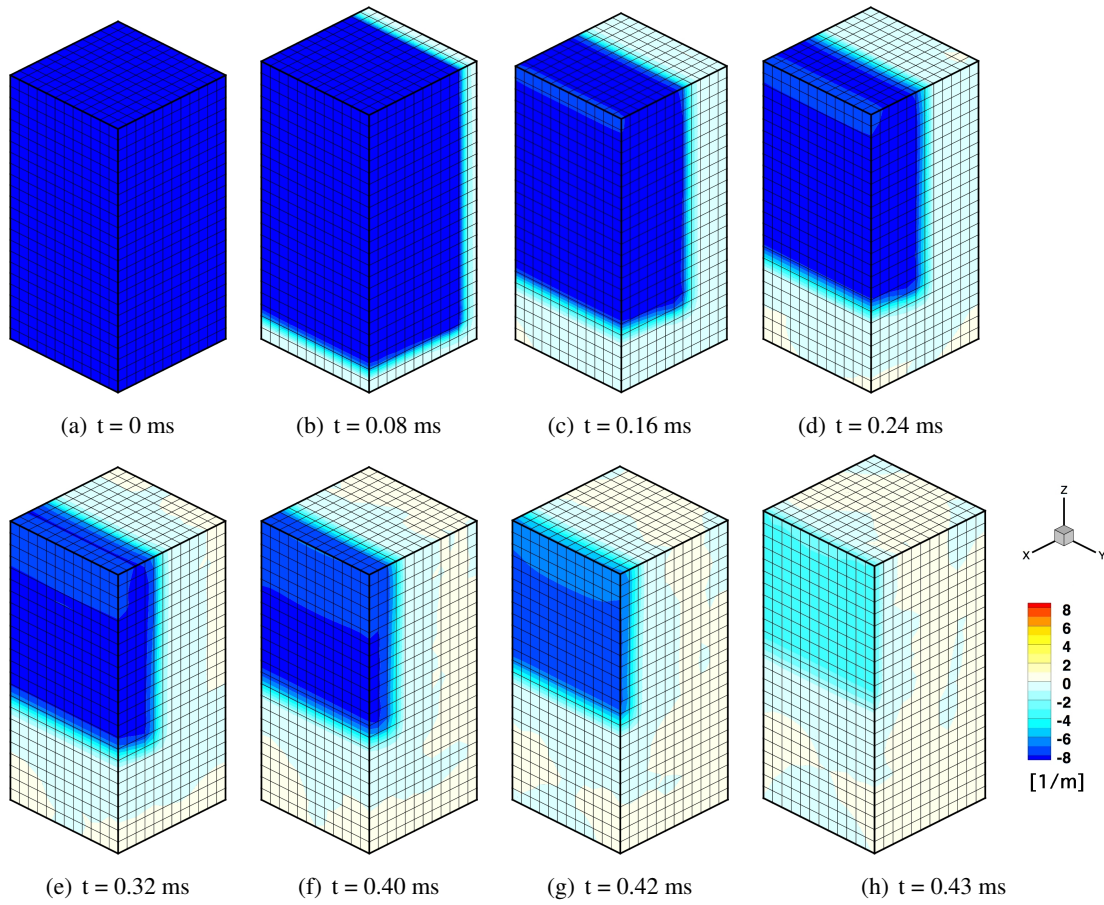 (a) t = 0 ms
(b) t = 0.08 ms
(c) t = 0.16 ms
(d) t = 0.24 ms
Z
X
Y
8
6
4
2
0
-2
-4
-6
-8
[1/m]
(e) t = 0.32 ms
(f) t = 0.40 ms
(g) t = 0.42 ms
(h) t = 0.43 ms